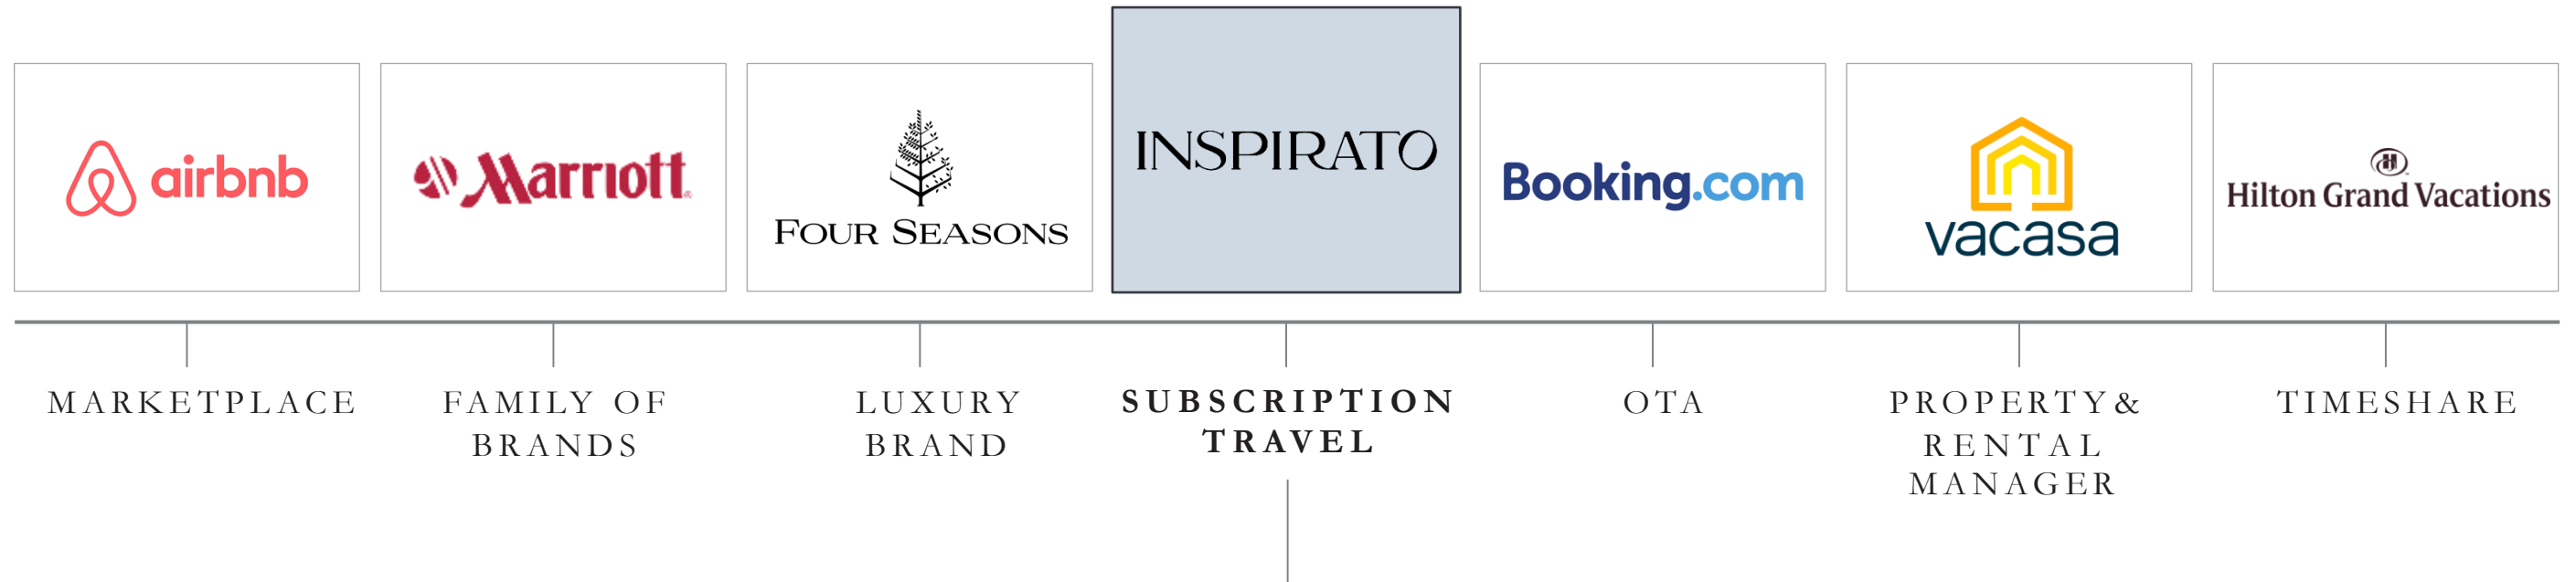 airbnb
Marriott
FOUR SEASONS
INSPIRATO
Booking.com
vacasa
Hilton Grand Vacations
MARKETPLACE
FAMILY OF
BRANDS
LUXURY
BRAND
SUBSCRIPTION
TRAVEL
OTA
PROPERTY&
RENTAL
MANAGER
TIMESHARE